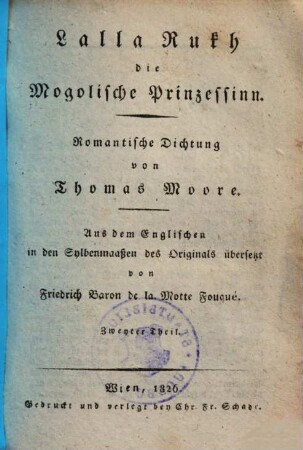 Lalla Rukh
die
Mogolische Prinzessinn.
Romantische Dichtung
von
Thomas Moore.
Aus dem Englischen
in den Sylbenmaaßen des Originals übersetzt
von
Friedrich Baron de la Motte Fouqué.
Zweyter Theil.
Wien, 1826.
Gedruckt und verlegt bey Chr. Fr. Schade.